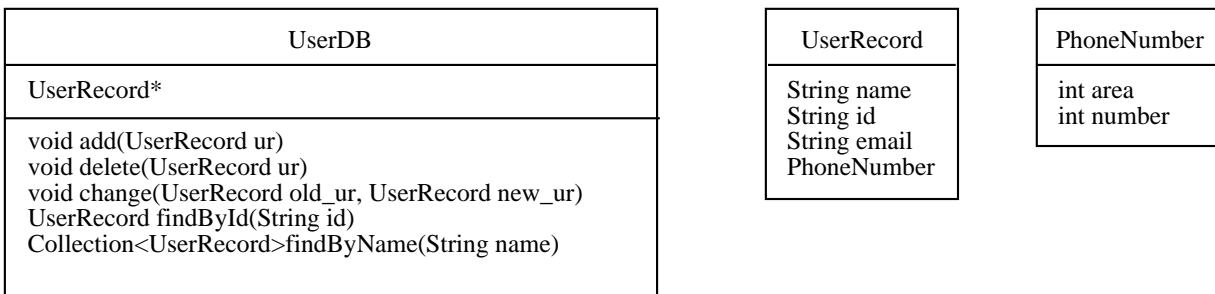 UserDB
UserRecord*
void add(UserRecord ur)
void delete(UserRecord ur)
void change(UserRecord old_ur, UserRecord new_ur)
UserRecord findById(String id)
Collection<UserRecord>findByName(String name)
UserRecord
String name
String id
String email
PhoneNumber
PhoneNumber
int area
int number